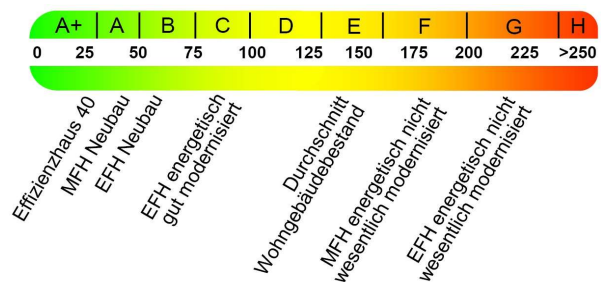 A+ A B C D E F G H
0 25 50 75 100 125 150 175 200 225 >250
Effizienzhaus 40
MFH Neubau
EFH Neubau
EFH energetisch
gut modernisiert
Durchschnitt
Wohngebäudebestand
MFH energetisch nicht
wesentlich modernisiert
EFH energetisch nicht
wesentlich modernisiert